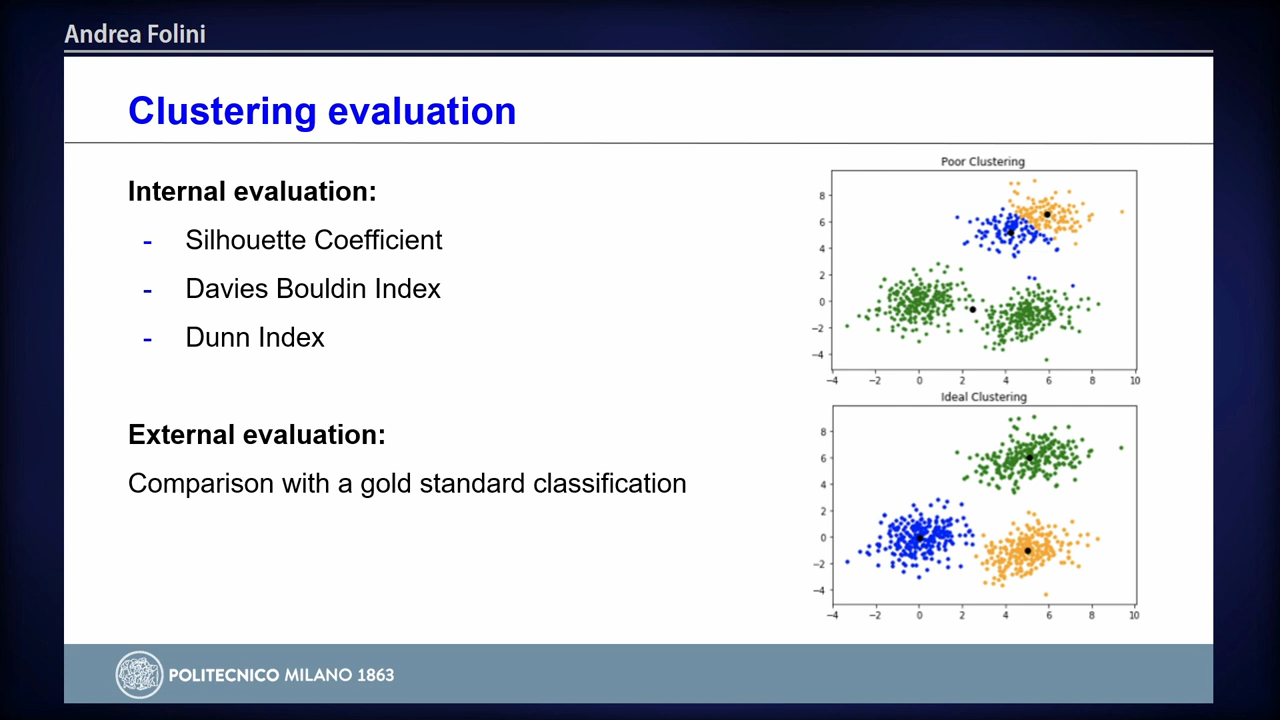 Andrea Folini
Clustering evaluation
Internal evaluation:
- Silhouette Coefficient
- Davies Bouldin Index
- Dunn Index
External evaluation:
Comparison with a gold standard classification
Poor Clustering
8
6
4
2
0
−2
−4
−4 −2 0 2 4 6 8 10
Ideal Clustering
8
6
4
2
0
−2
−4
−4 −2 0 2 4 6 8 10
POLITECNICO MILANO 1863